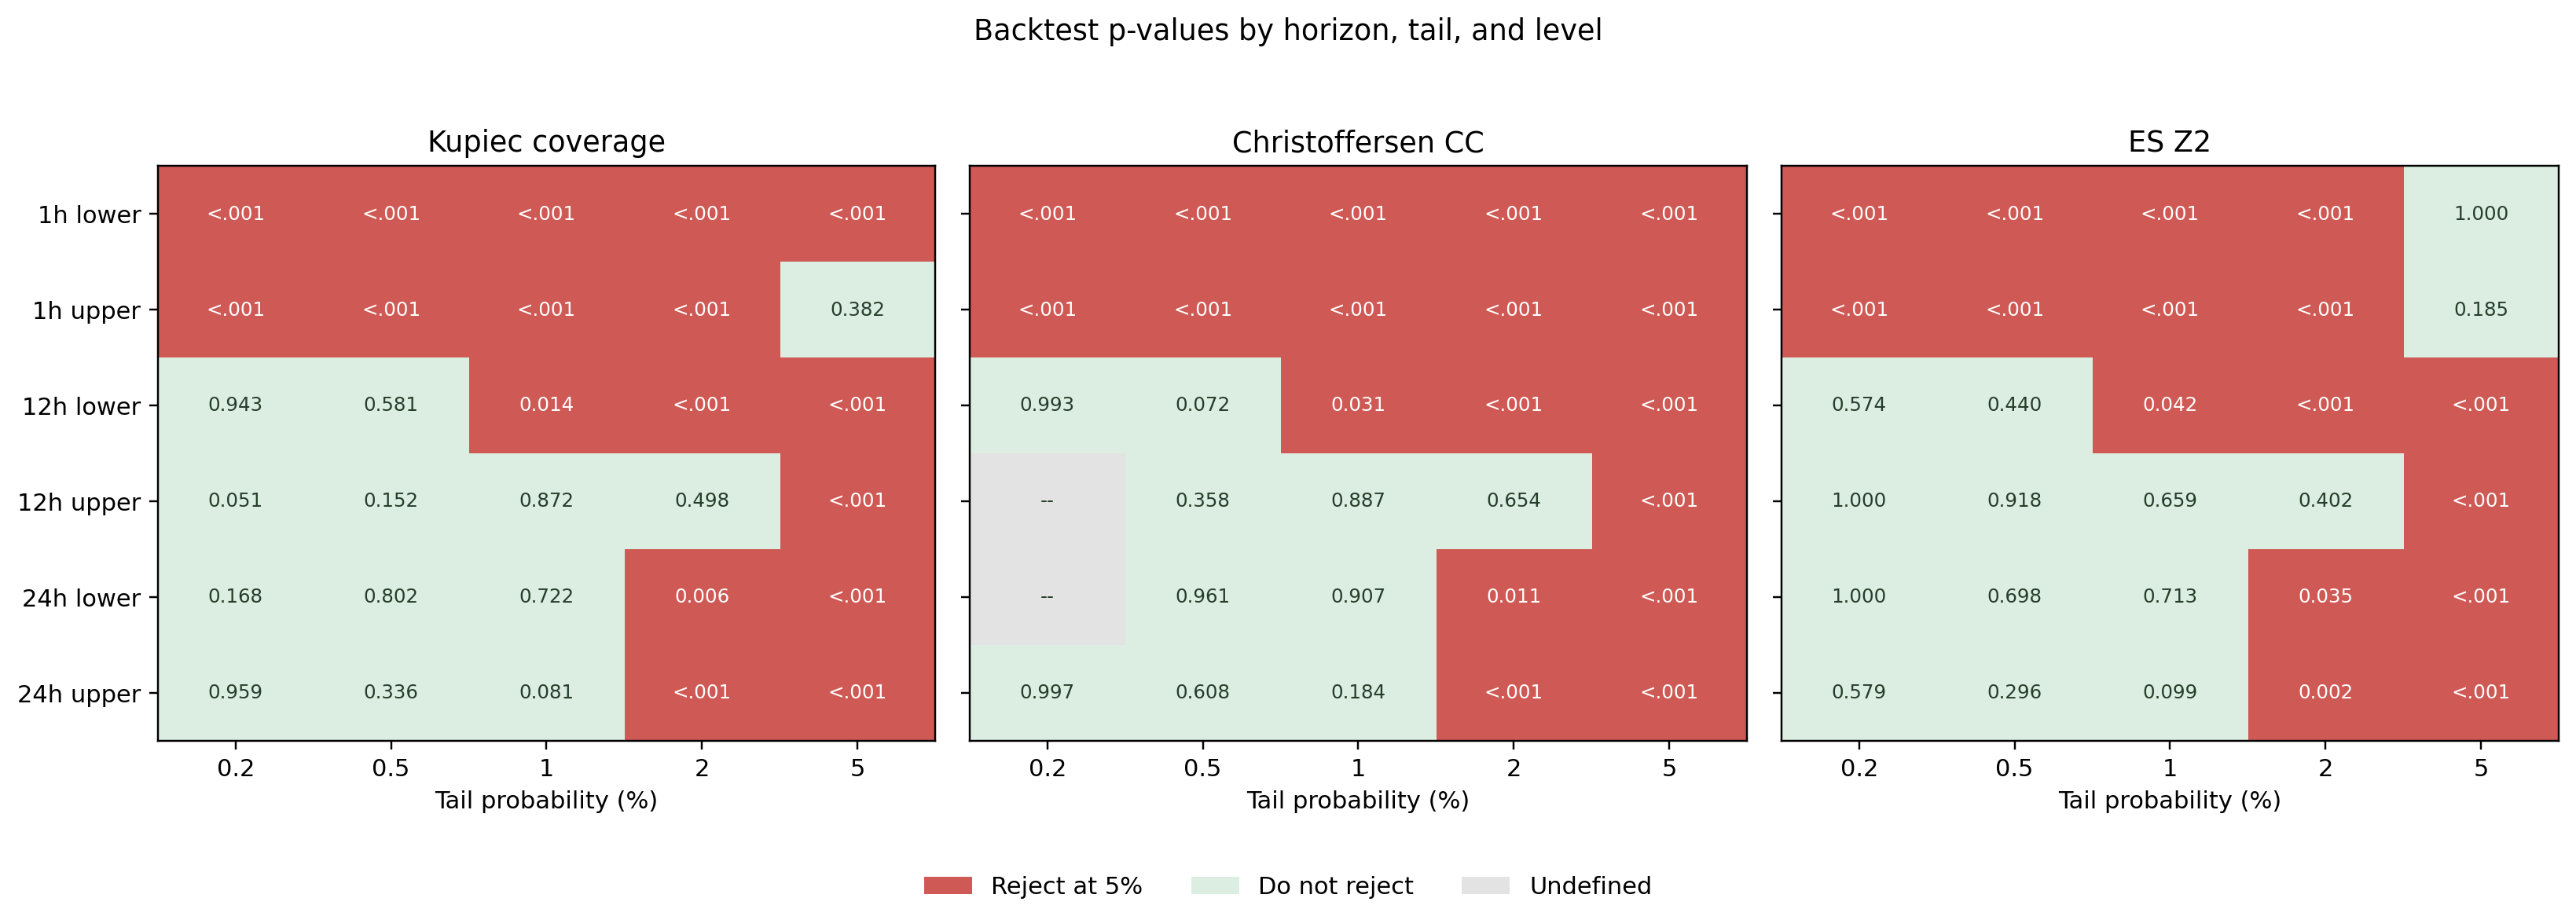 Backtest p-values by horizon, tail, and level
Kupiec coverage
Christoffersen CC
ES Z2
1h lower <.001 <.001 <.001 <.001 <.001 <.001 <.001 <.001 <.001 <.001 <.001 <.001 <.001 <.001 1.000
1h upper <.001 <.001 <.001 <.001 0.382 <.001 <.001 <.001 <.001 <.001 <.001 <.001 <.001 <.001 0.185
12h lower 0.943 0.581 0.014 <.001 <.001 0.993 0.072 0.031 <.001 <.001 0.574 0.440 0.042 <.001 <.001
12h upper 0.051 0.152 0.872 0.498 <.001 -- 0.358 0.887 0.654 <.001 1.000 0.918 0.659 0.402 <.001
24h lower 0.168 0.802 0.722 0.006 <.001 -- 0.961 0.907 0.011 <.001 1.000 0.698 0.713 0.035 <.001
24h upper 0.959 0.336 0.081 <.001 <.001 0.997 0.608 0.184 <.001 <.001 0.579 0.296 0.099 0.002 <.001
0.2 0.5 1 2 5 0.2 0.5 1 2 5 0.2 0.5 1 2 5
Tail probability (%) Tail probability (%) Tail probability (%)
Reject at 5% Do not reject Undefined